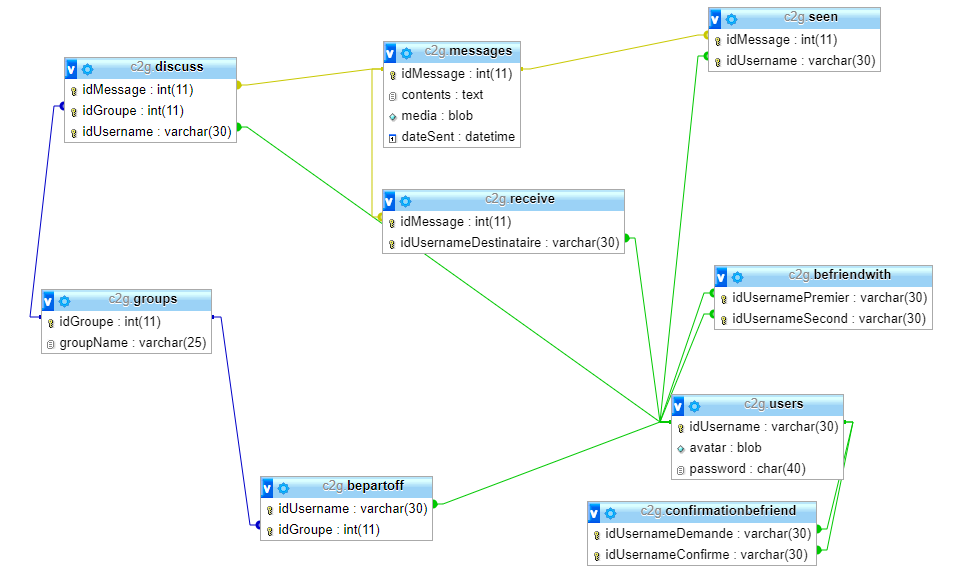 c2g.discuss
idMessage : int(11)
idGroupe : int(11)
idUsername : varchar(30)
c2g.messages
idMessage : int(11)
contents : text
media : blob
dateSent : datetime
c2g.seen
idMessage : int(11)
idUsername : varchar(30)
c2g.receive
idMessage : int(11)
idUsernameDestinataire : varchar(30)
c2g.groups
idGroupe : int(11)
groupName : varchar(25)
c2g.befriendwith
idUsernamePremier : varchar(30)
idUsernameSecond : varchar(30)
c2g.users
idUsername : varchar(30)
avatar : blob
password : char(40)
c2g.bepartoff
idUsername : varchar(30)
idGroupe : int(11)
c2g.confirmationbefriend
idUsernameDemande : varchar(30)
idUsernameConfirme : varchar(30)